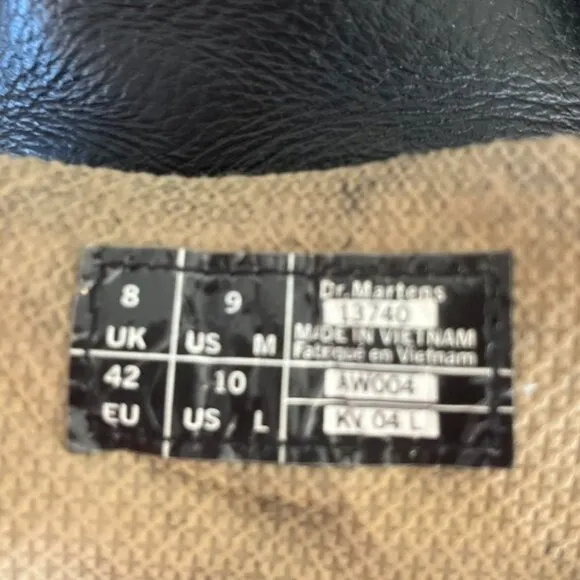 8 UK
9 US M
42 EU
10 US L
Dr. Martens
13740
MADE IN VIETNAM
Fabriqué en Vietnam
AW004
KV 04 L